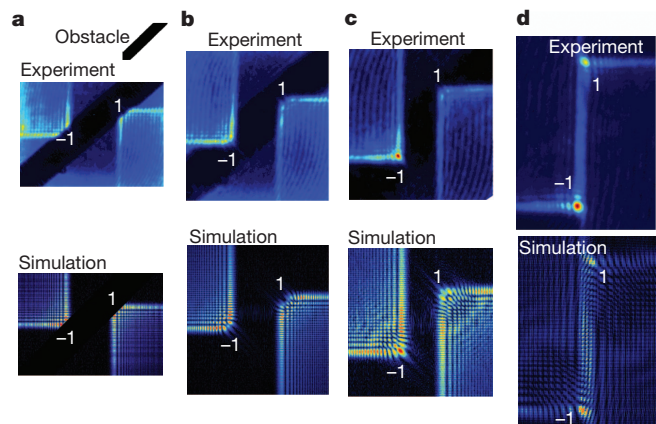 a
Obstacle
Experiment
1
−1
Simulation
1
−1
b
Experiment
1
−1
Simulation
1
−1
c
Experiment
1
−1
Simulation
1
−1
d
Experiment
1
−1
Simulation
1
−1